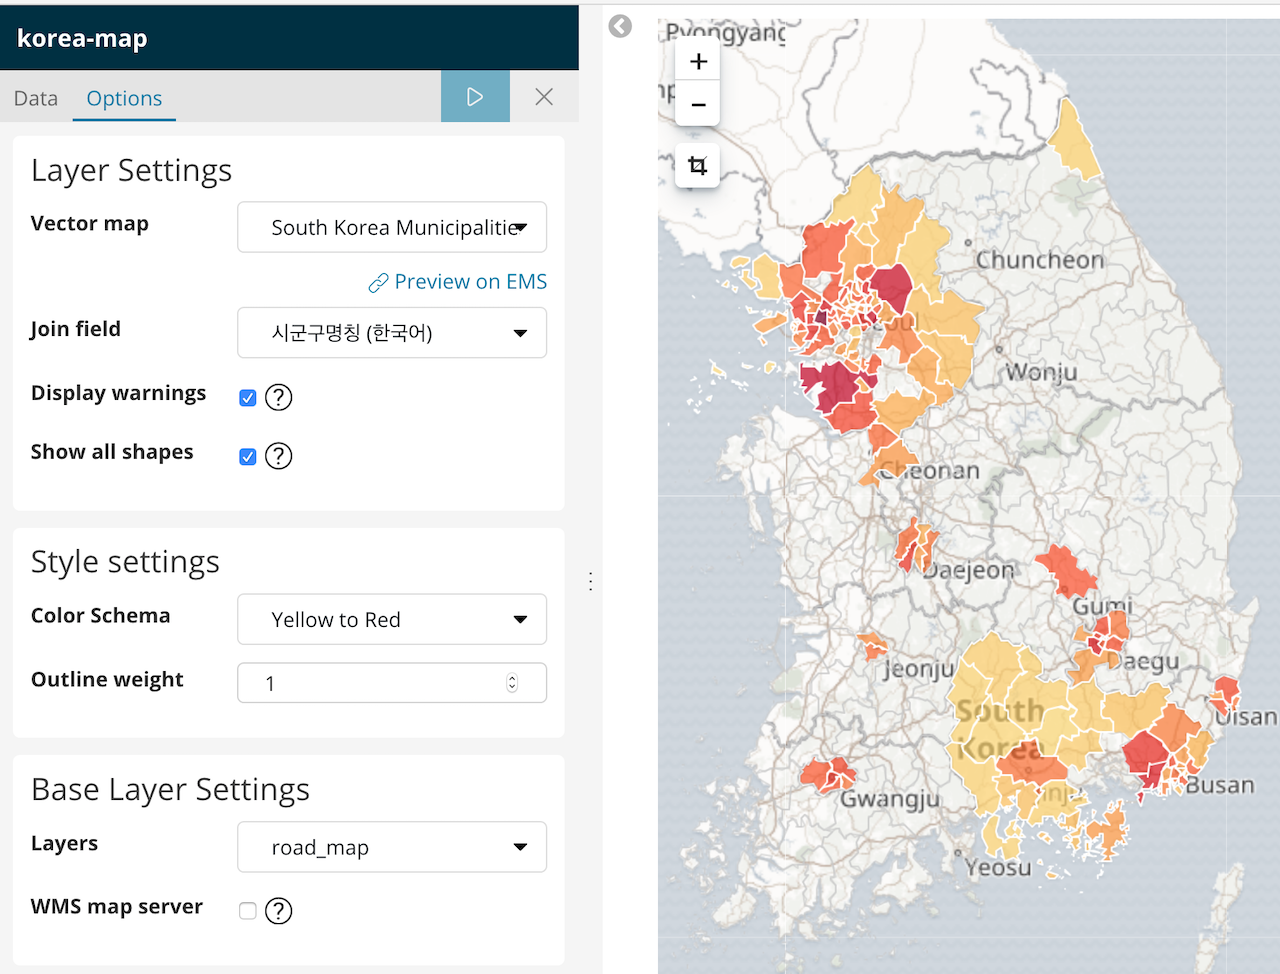 korea-map
Data
Options
Layer Settings
Vector map
South Korea Municipalitie
Preview on EMS
Join field
시군구명칭 (한국어)
Display warnings
?
Show all shapes
?
Style settings
Color Schema
Yellow to Red
Outline weight
1
Base Layer Settings
Layers
road_map
WMS map server
?
Pyongyang
+
−
Chuncheon
Wonju
Cheonan
Daejeon
Gumi
Daegu
Jeonju
South
Korea
Ulsan
Busan
Gwangju
Yeosu